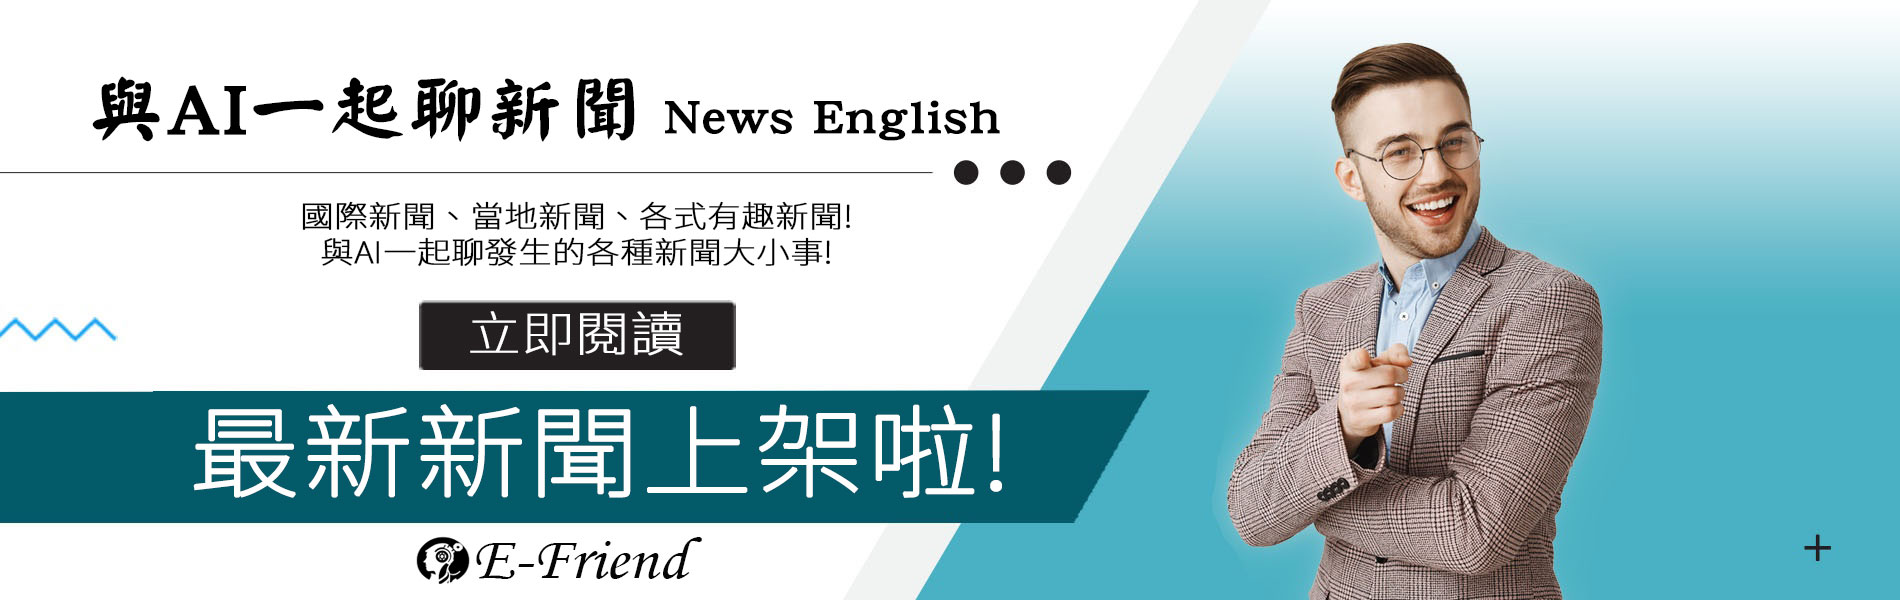 與AI一起聊新聞 News English
國際新聞、當地新聞、各式有趣新聞!
與AI一起聊發生的各種新聞大小事!
立即閱讀
最新新聞上架啦!
E-Friend